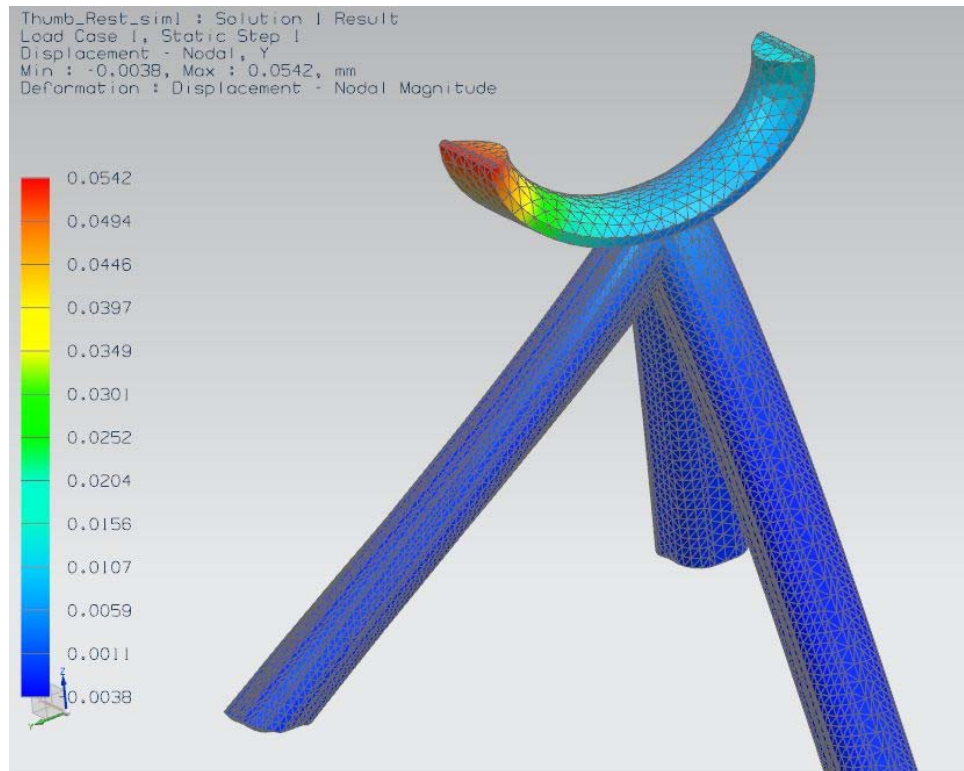 Thumb_Rest_sim1 : Solution 1 Result
Load Case 1, Static Step 1
Displacement - Nodal, Y
Min : -0.0038, Max : 0.0542, mm
Deformation : Displacement - Nodal Magnitude
0.0542
0.0494
0.0446
0.0397
0.0349
0.0301
0.0252
0.0204
0.0156
0.0107
0.0059
0.0011
-0.0038
Z
Y